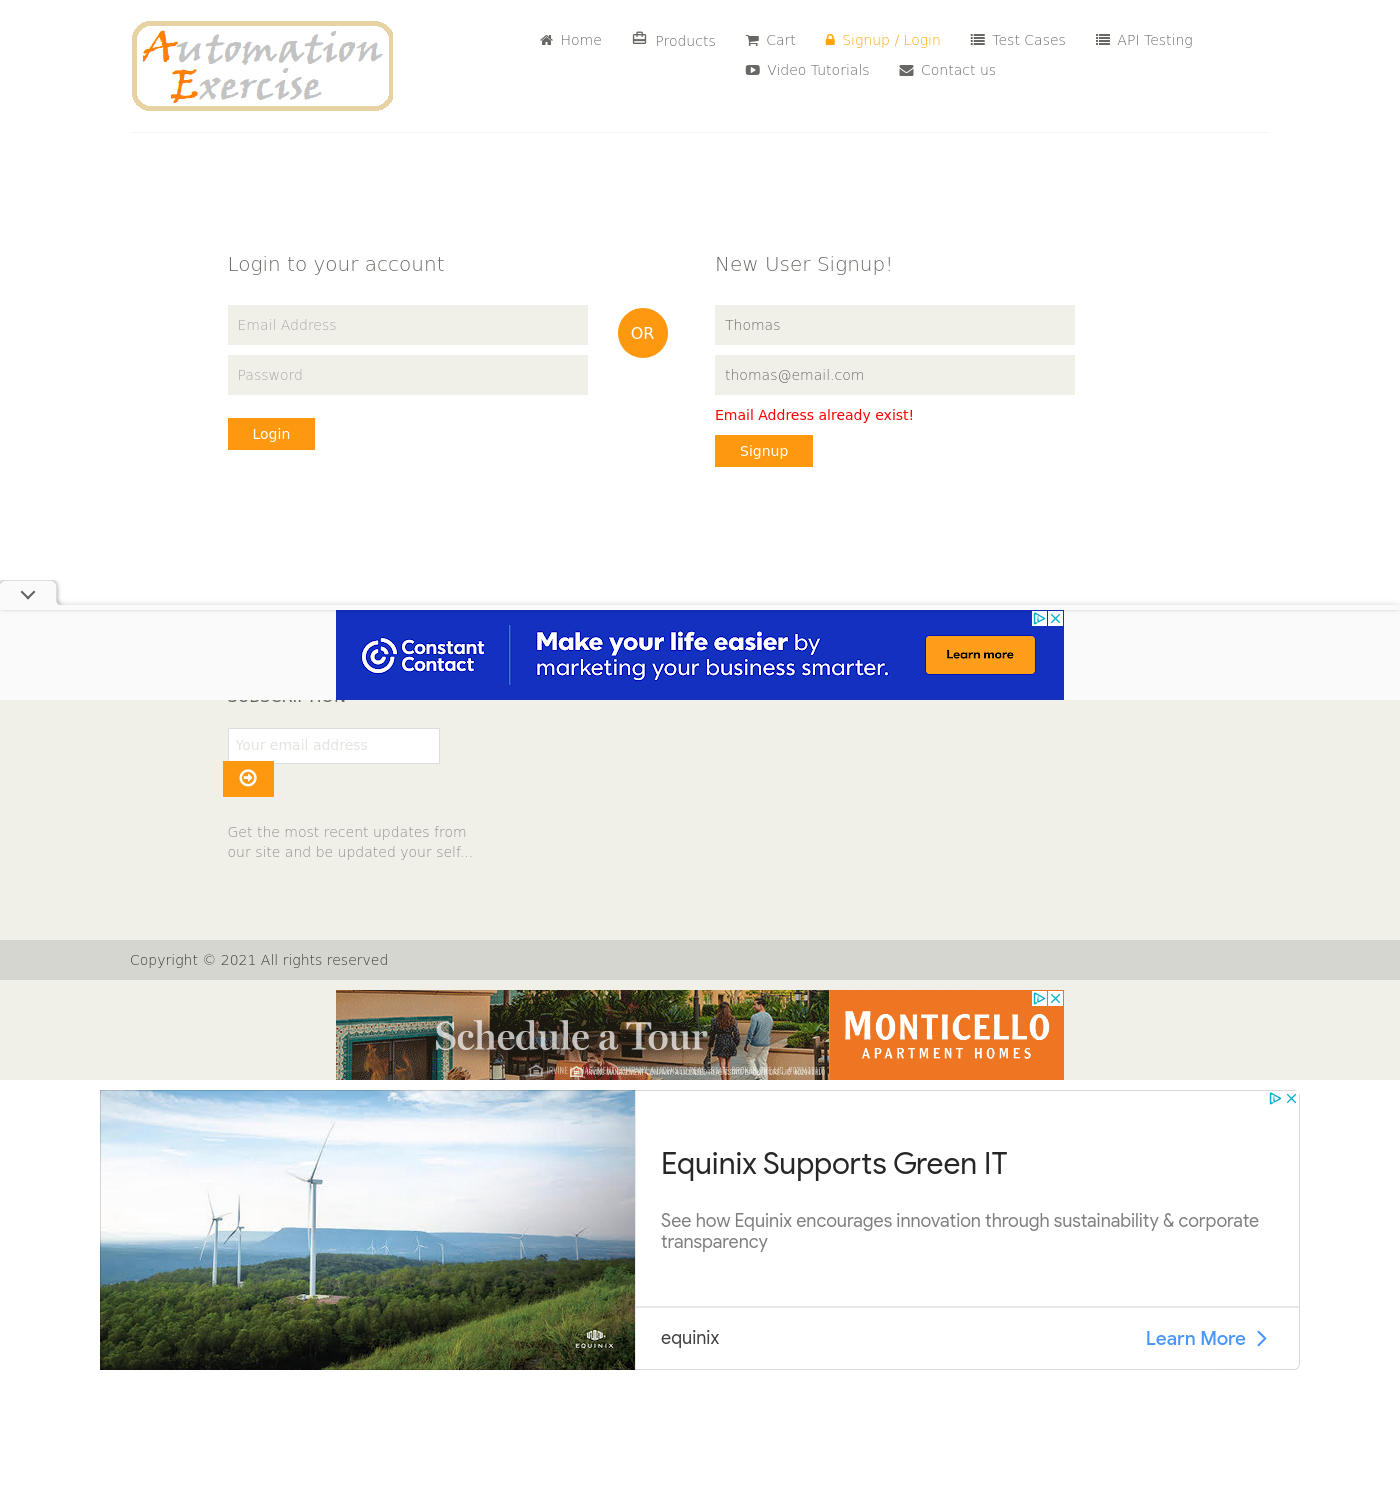 Automation
Exercise
Home
Products
Cart
Signup / Login
Test Cases
API Testing
Video Tutorials
Contact us
Login to your account
Email Address
Password
Login
OR
New User Signup!
Thomas
thomas@email.com
Email Address already exist!
Signup
Constant
Contact
Make your life easier by
marketing your business smarter.
Learn more
SUBSCRIPTION
Your email address
Get the most recent updates from
our site and be updated your self...
Copyright © 2021 All rights reserved
Schedule a Tour
MONTICELLO
APARTMENT HOMES
Equinix Supports Green IT
See how Equinix encourages innovation through sustainability & corporate
transparency
EQUINIX
equinix
Learn More